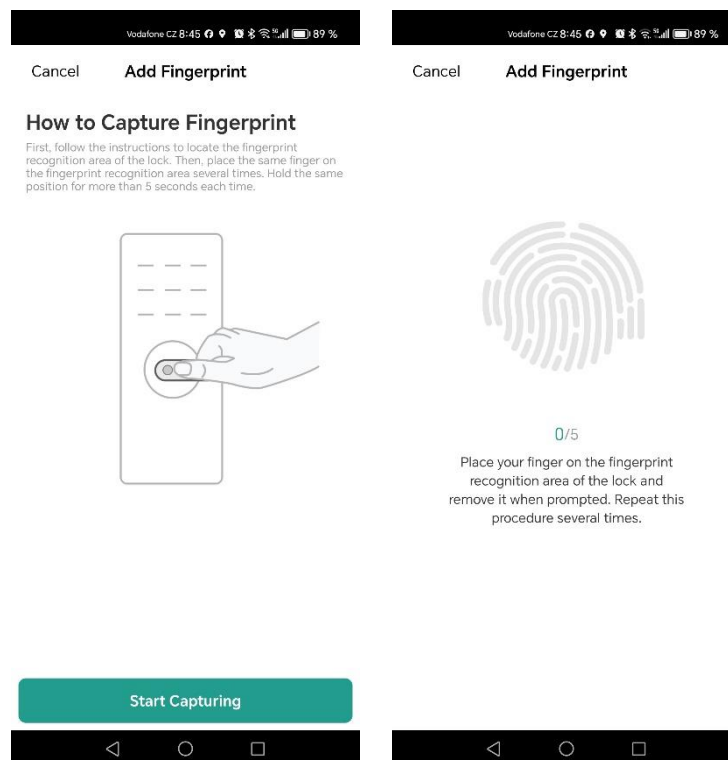 Vodafone CZ 8:45 89 %
Cancel Add Fingerprint
How to Capture Fingerprint
First, follow the instructions to locate the fingerprint
recognition area of the lock. Then, place the same finger on
the fingerprint recognition area several times. Hold the same
position for more than 5 seconds each time.
Start Capturing
Vodafone CZ 8:45 89 %
Cancel Add Fingerprint
0/5
Place your finger on the fingerprint
recognition area of the lock and
remove it when prompted. Repeat this
procedure several times.